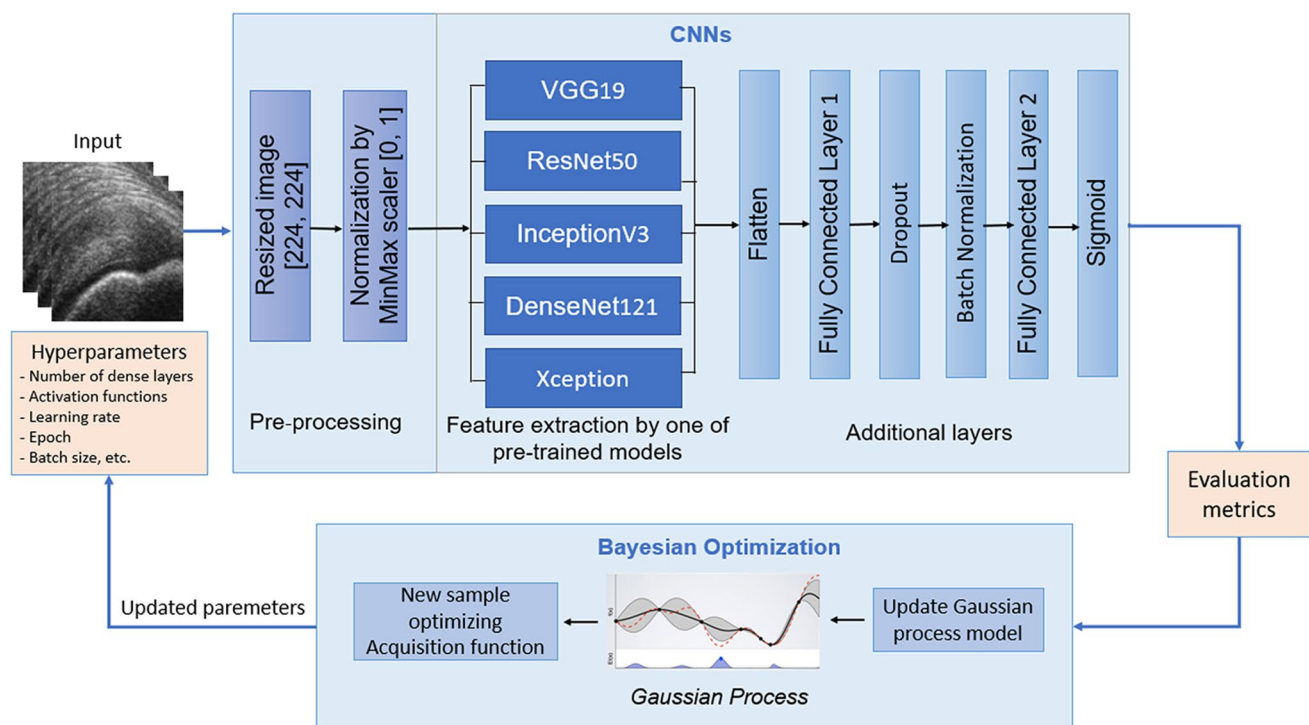 CNNs
Input
Resized image
[224, 224]
Normalization by
MinMax scaler [0, 1]
Pre-processing
VGG19
ResNet50
InceptionV3
DenseNet121
Xception
Feature extraction by one of
pre-trained models
Flatten
Fully Connected Layer 1
Dropout
Batch Normalization
Fully Connected Layer 2
Sigmoid
Additional layers
Hyperparameters
- Number of dense layers
- Activation functions
- Learning rate
- Epoch
- Batch size, etc.
Evaluation
metrics
Bayesian Optimization
Update Gaussian
process model
f(x)
Gaussian Process
New sample
optimizing
Acquisition function
Updated paremeters